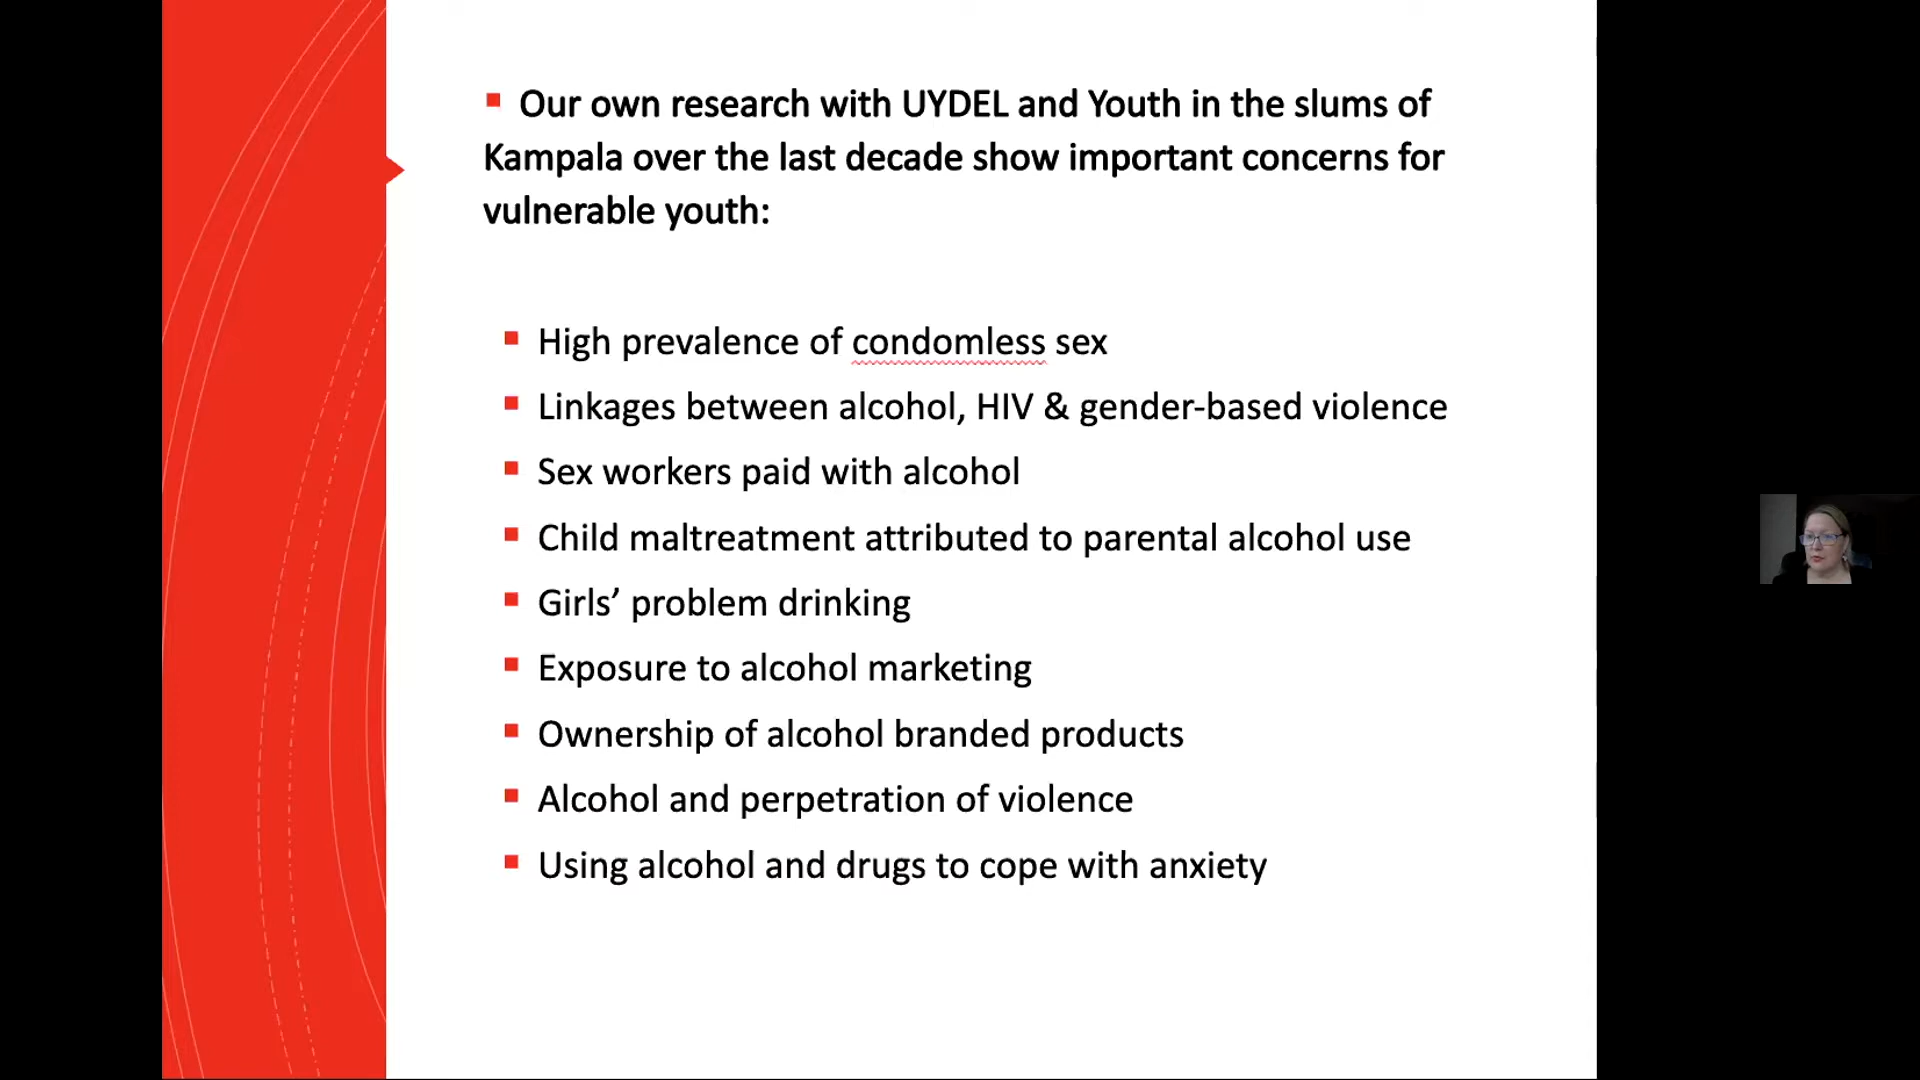 ▪ Our own research with UYDEL and Youth in the slums of
Kampala over the last decade show important concerns for
vulnerable youth:
▪ High prevalence of condomless sex
▪ Linkages between alcohol, HIV & gender-based violence
▪ Sex workers paid with alcohol
▪ Child maltreatment attributed to parental alcohol use
▪ Girls’ problem drinking
▪ Exposure to alcohol marketing
▪ Ownership of alcohol branded products
▪ Alcohol and perpetration of violence
▪ Using alcohol and drugs to cope with anxiety